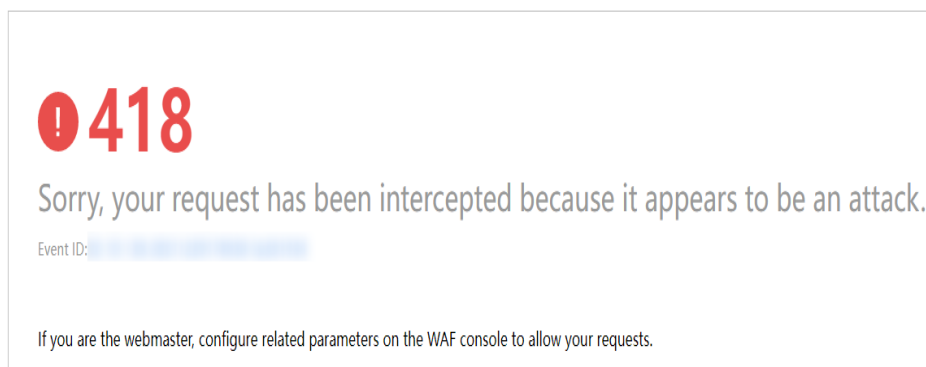 418
Sorry, your request has been intercepted because it appears to be an attack.
Event ID:
If you are the webmaster, configure related parameters on the WAF console to allow your requests.